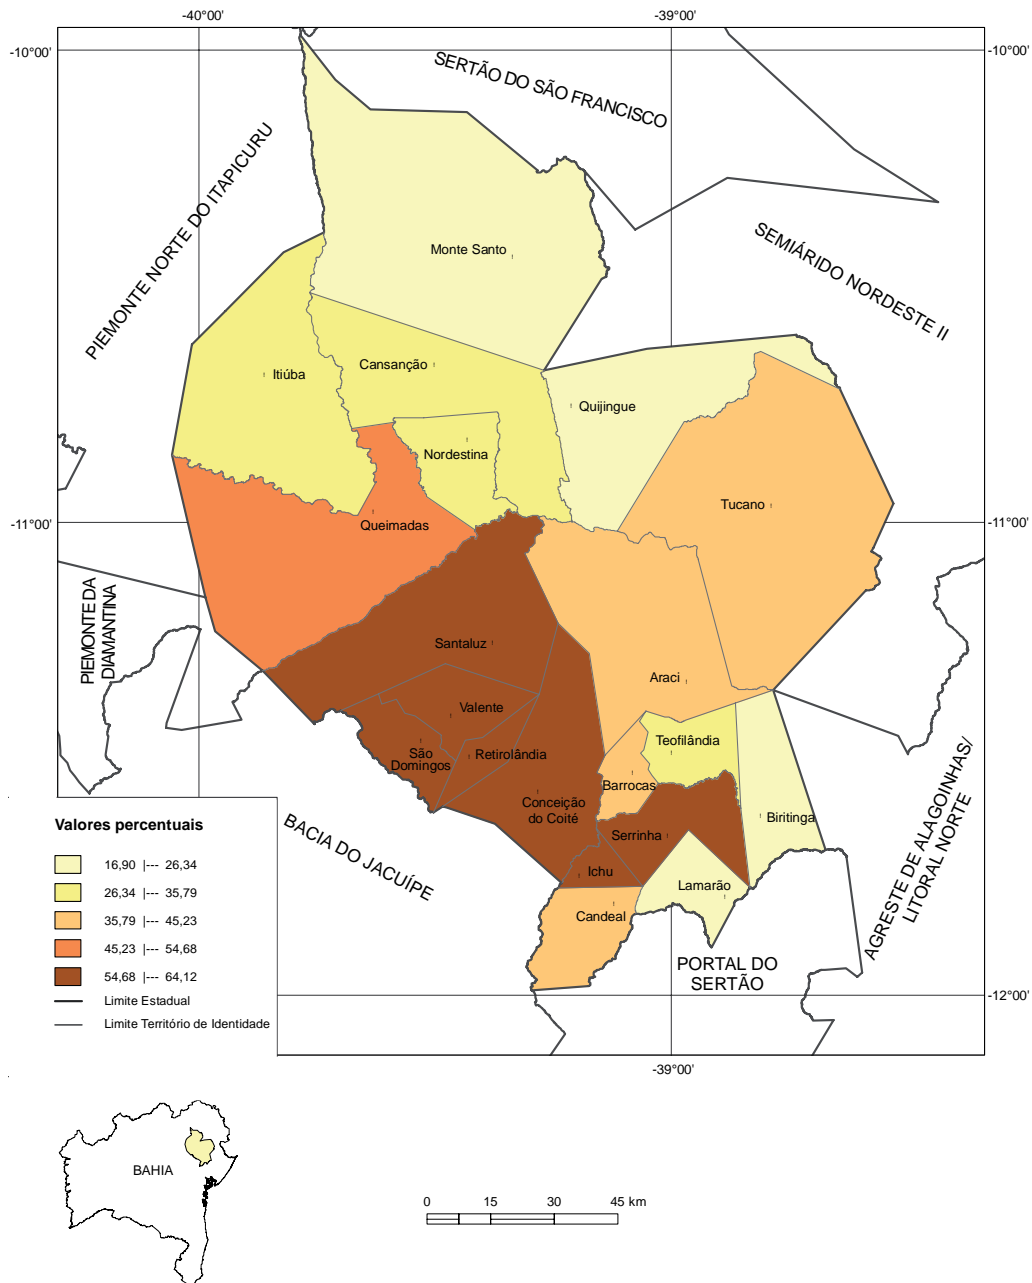 -40°00'
-39°00'
-10°00'
-10°00'
SERTÃO DO SÃO FRANCISCO
PIEMONTE NORTE DO ITAPICURU
SEMIÁRIDO NORDESTE II
Monte Santo
Itiúba
Cansanção
Quijingue
Nordestina
Tucano
Queimadas
-11°00'
-11°00'
PIEMONTE DA
DIAMANTINA
Santaluz
Araci
Valente
Teofilândia
São
Domingos
Retirolândia
Barrocas
Conceição
do Coité
Biritinga
Serrinha
Ichu
Lamarão
Candeal
BACIA DO JACUÍPE
AGRESTE DE ALAGOINHAS/
LITORAL NORTE
PORTAL DO
SERTÃO
-12°00'
-39°00'
Valores percentuais
16,90 |--- 26,34
26,34 |--- 35,79
35,79 |--- 45,23
45,23 |--- 54,68
54,68 |--- 64,12
Limite Estadual
Limite Território de Identidade
BAHIA
0 15 30 45 km